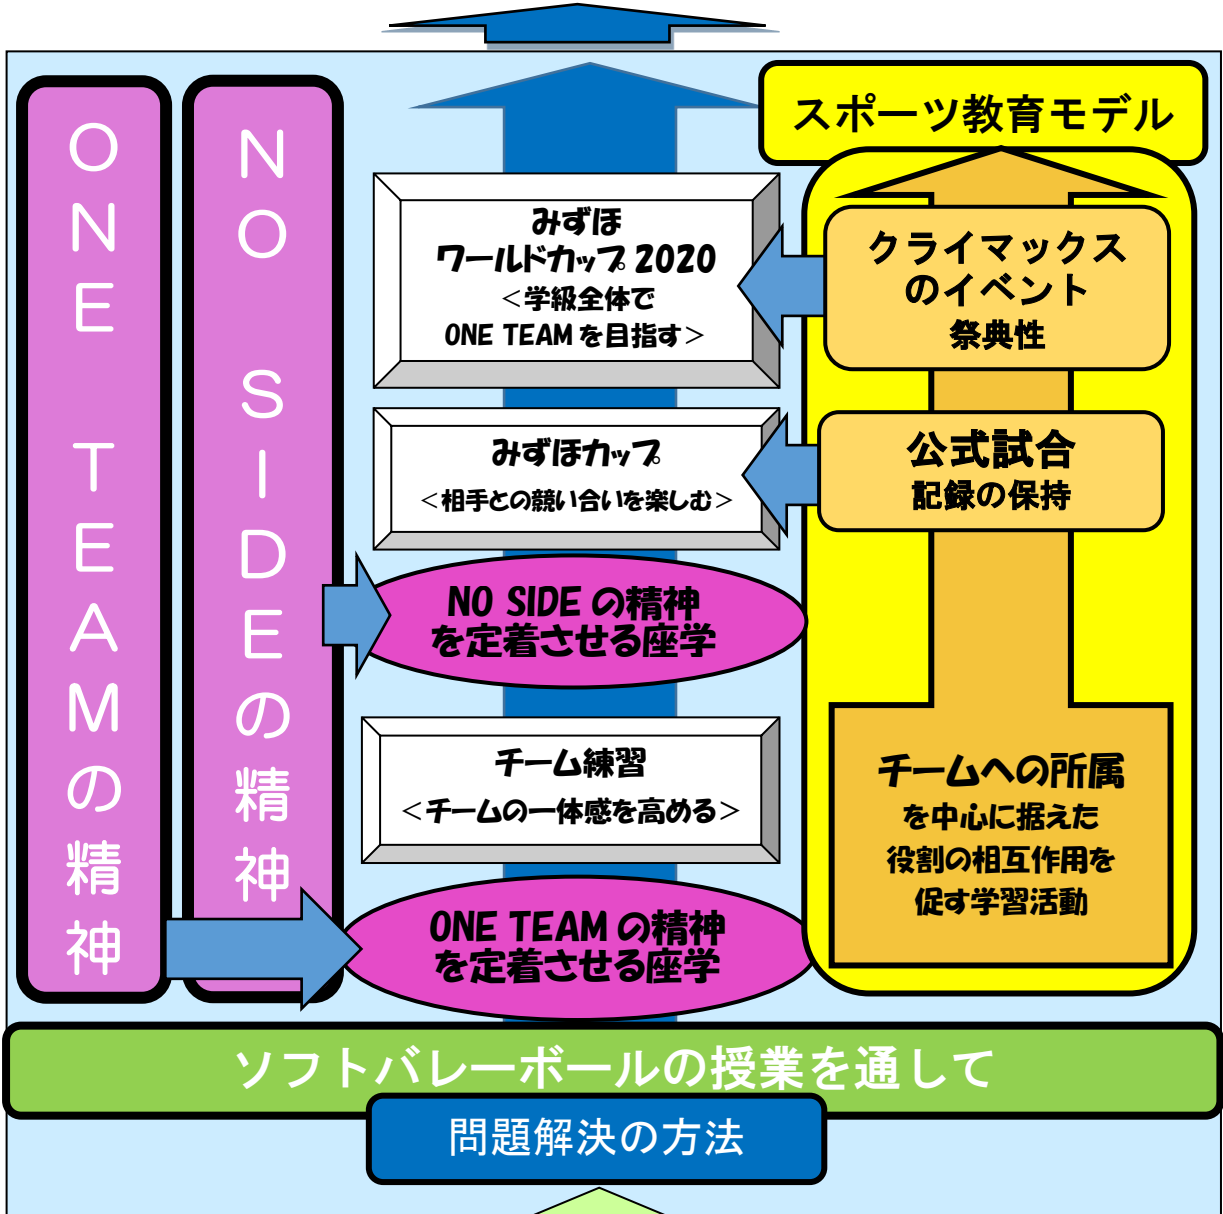 スポーツ教育モデル
ONE TEAMの精神
NO SIDEの精神
みずほ
ワールドカップ2020
<学級全体で
ONE TEAMを目指す>
クライマックス
のイベント
祭典性
みずほカップ
<相手との競い合いを楽しむ>
公式試合
記録の保持
NO SIDEの精神
を定着させる座学
チーム練習
<チームの一体感を高める>
チームへの所属
を中心に据えた
役割の相互作用を
促す学習活動
ONE TEAMの精神
を定着させる座学
ソフトバレーボールの授業を通して
問題解決の方法